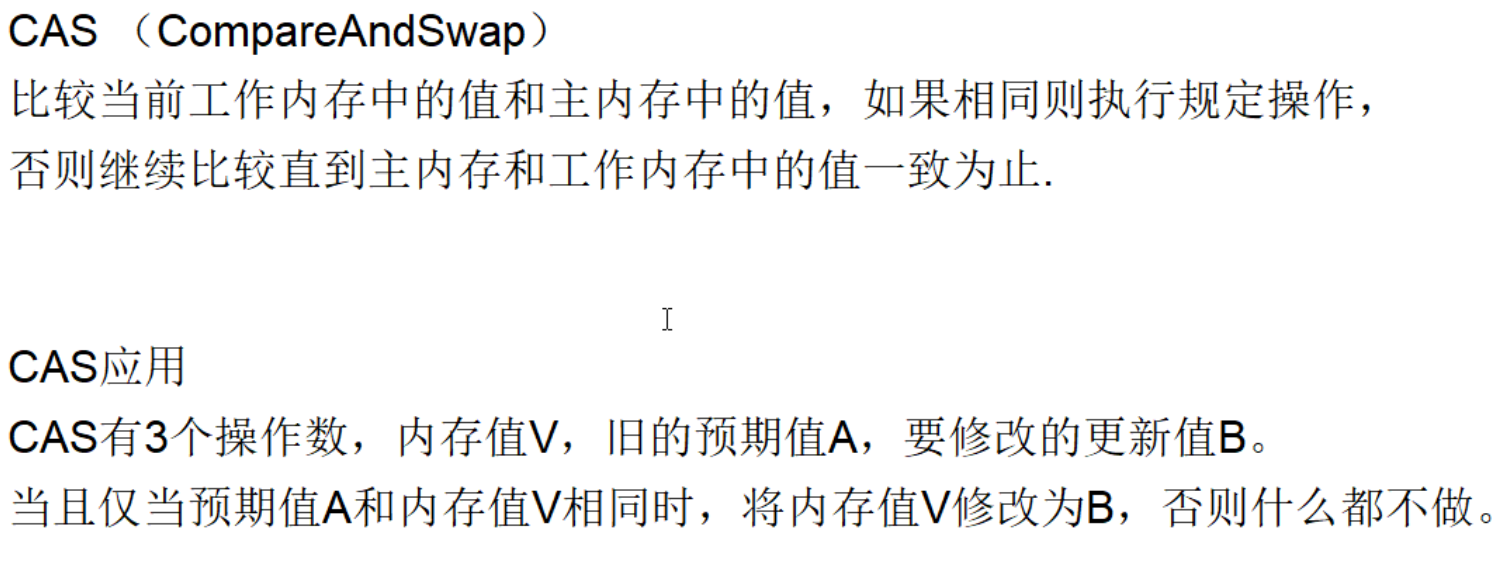 CAS （CompareAndSwap）
比较当前工作内存中的值和主内存中的值，如果相同则执行规定操作，
否则继续比较直到主内存和工作内存中的值一致为止.
CAS应用
CAS有3个操作数，内存值V，旧的预期值A，要修改的更新值B。
当且仅当预期值A和内存值V相同时，将内存值V修改为B，否则什么都不做。